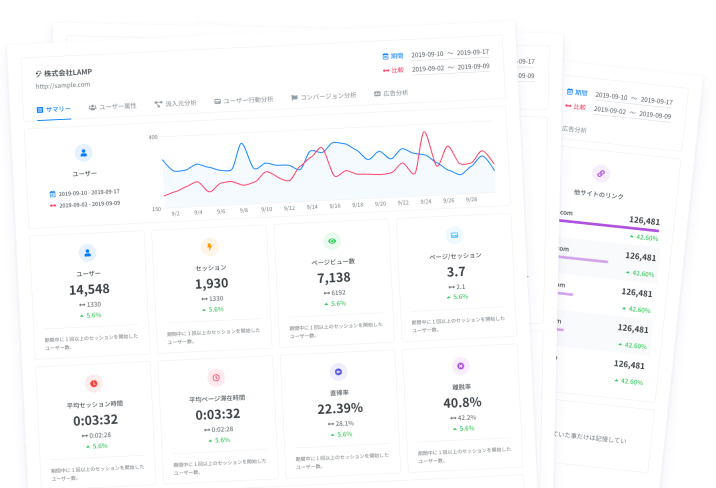 株式会社LAMP
http://sample.com
期間 2019-09-10 〜 2019-09-17
比較 2019-09-02 〜 2019-09-09
サマリー ユーザー属性 流入元分析 ユーザー行動分析 コンバージョン分析 広告分析
ユーザー
2019-09-10 - 2019-09-17
2019-09-02 - 2019-09-09
400
150
9/2 9/4 9/6 9/8 9/10 9/12 9/14 9/16 9/18 9/20 9/22 9/24 9/26 9/28
ユーザー
14,548
1330
5.6%
期間中に１回以上のセッションを開始した
ユーザー数。
セッション
1,930
1330
5.6%
期間中に１回以上のセッションを開始した
ユーザー数。
ページビュー数
7,138
6192
5.6%
期間中に１回以上のセッションを開始した
ユーザー数。
ページ/セッション
3.7
2.1
5.6%
期間中に１回以上のセッションを開始した
ユーザー数。
平均セッション時間
0:03:32
0:02:28
5.6%
期間中に１回以上のセッションを開始した
ユーザー数。
平均ページ滞在時間
0:03:32
0:02:28
5.6%
期間中に１回以上のセッションを開始した
ユーザー数。
直帰率
22.39%
28.1%
5.6%
期間中に１回以上のセッションを開始した
ユーザー数。
離脱率
40.8%
42.2%
5.6%
期間中に１回以上のセッションを開始した
ユーザー数。
09-17
09-09
期間 2019-09-10 〜 2019-09-17
比較 2019-09-02 〜 2019-09-09
広告分析
他サイトのリンク
com 126,481
42.60%
com 126,481
42.60%
om 126,481
42.60%
om 126,481
42.60%
126,481
42.60%
ていた事だけは記憶してい